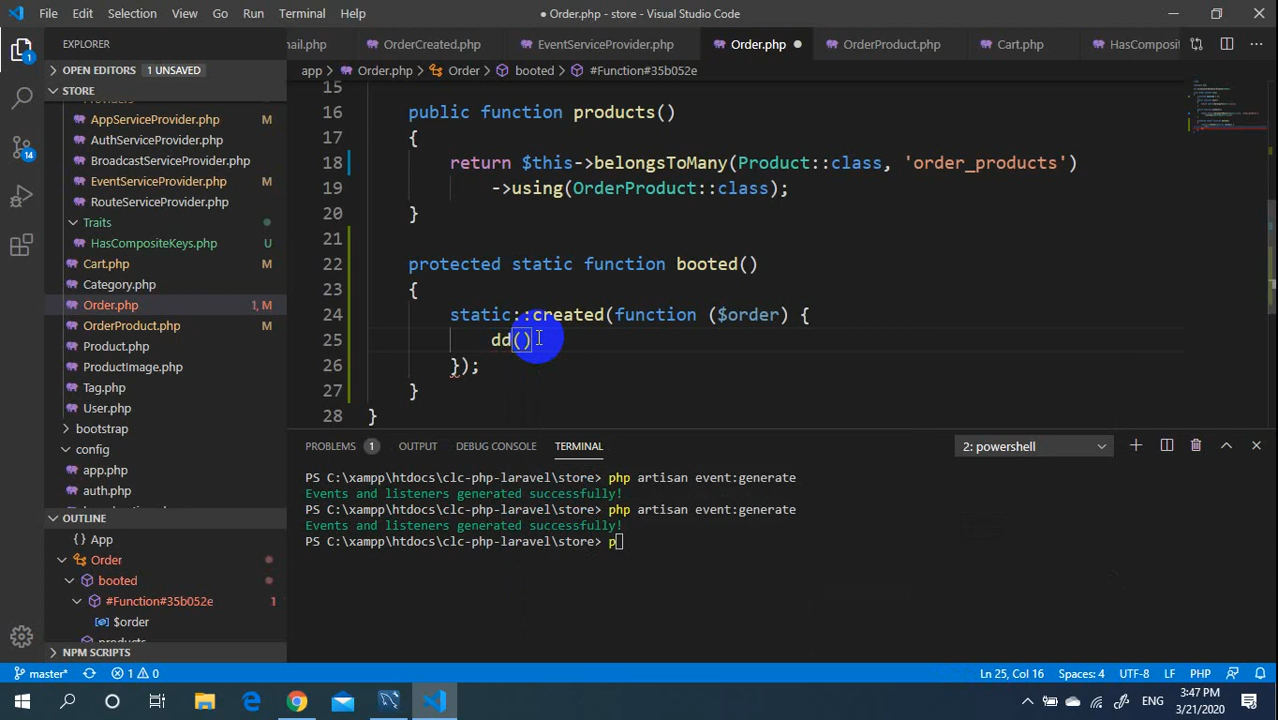 File Edit Selection View Go Run Terminal Help
● Order.php - store - Visual Studio Code
EXPLORER
OrderCreated.php EventServiceProvider.php Order.php ● OrderProduct.php Cart.php HasComposi
OPEN EDITORS 1 UNSAVED
app > Order.php > Order > booted > #Function#35b052e
STORE
AppServiceProvider.php M
AuthServiceProvider.php
BroadcastServiceProvider.php
EventServiceProvider.php M
RouteServiceProvider.php
Traits
HasCompositeKeys.php U
Cart.php M
Category.php
Order.php 1, M
OrderProduct.php M
Product.php
ProductImage.php
Tag.php
User.php
bootstrap
config
app.php
auth.php
OUTLINE
App
Order
booted
#Function#35b052e 1
$order
products
NPM SCRIPTS
15
16 public function products()
17 {
18 return $this->belongsToMany(Product::class, 'order_products')
19 ->using(OrderProduct::class);
20 }
21
22 protected static function booted()
23 {
24 static::created(function ($order) {
25 dd()
26 });
27 }
28 }
PROBLEMS 1 OUTPUT DEBUG CONSOLE TERMINAL 2: powershell
PS C:\xampp\htdocs\clc-php-laravel\store> php artisan event:generate
Events and listeners generated successfully!
PS C:\xampp\htdocs\clc-php-laravel\store> php artisan event:generate
Events and listeners generated successfully!
PS C:\xampp\htdocs\clc-php-laravel\store> p
1
14
master* 1 0 Ln 25, Col 16 Spaces: 4 UTF-8 LF PHP
ENG 3:47 PM
3/21/2020